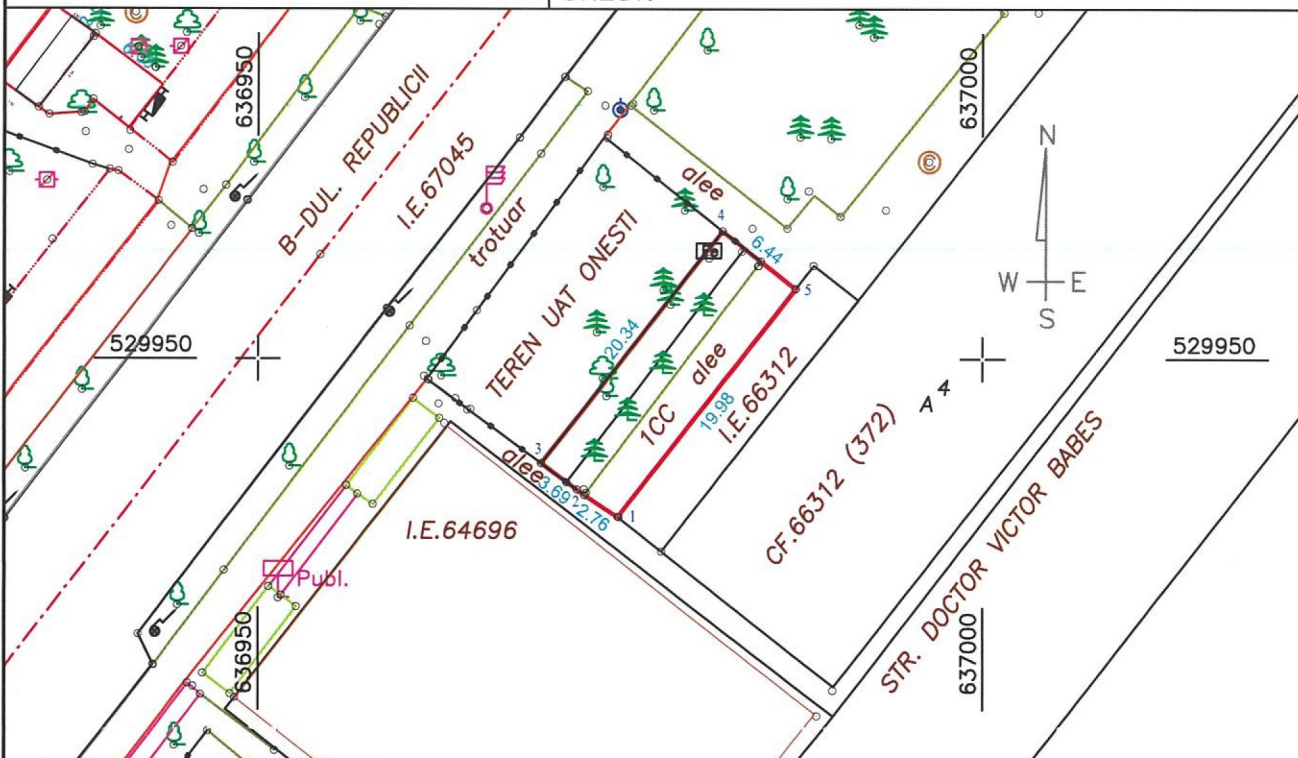 636950
637000
B-DUL. REPUBLICII
I.E.67045
trotuar
alee
N
W E
S
TEREN UAT ONESTI
4
6.44
5
529950
529950
20.34
alee
1CC
19.98
I.E.66312
A 4
CF.66312 (372)
3
alee
3.69
2
2.76
1
I.E.64696
STR. DOCTOR VICTOR BABES
Publ.
636950
637000